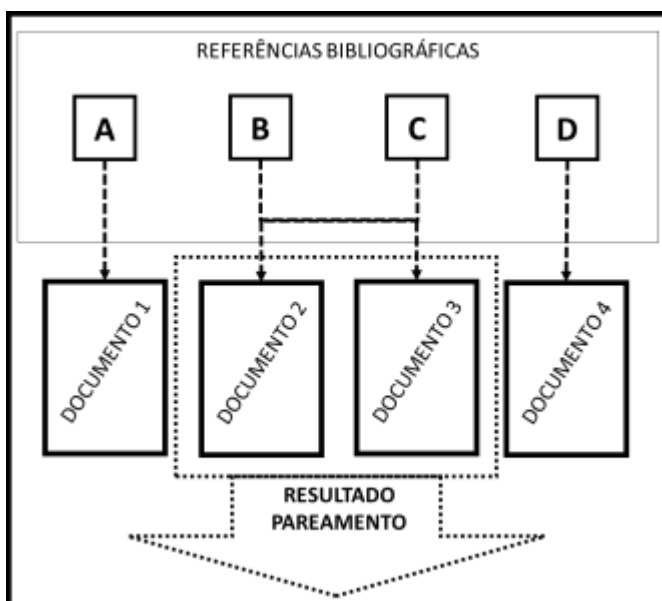 REFERÊNCIAS BIBLIOGRÁFICAS
A
B
C
D
DOCUMENTO 1
DOCUMENTO 2
DOCUMENTO 3
DOCUMENTO 4
RESULTADO
PAREAMENTO